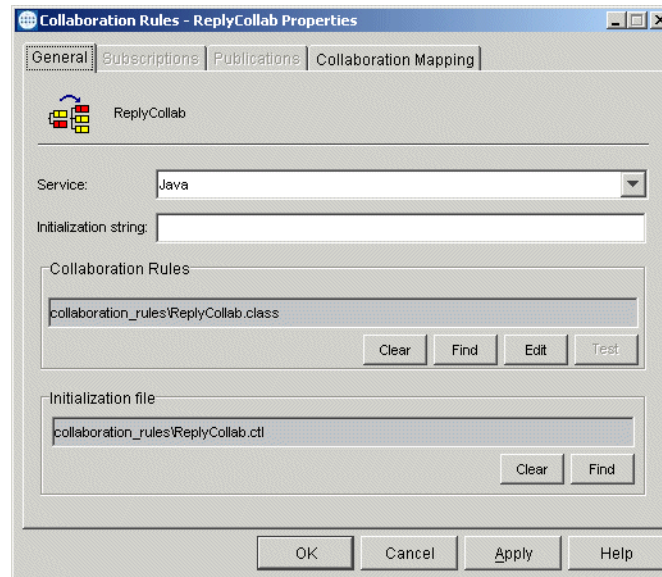 Collaboration Rules - ReplyCollab Properties
General Subscriptions Publications Collaboration Mapping
ReplyCollab
Service: Java
Initialization string:
Collaboration Rules
collaboration_rules\ReplyCollab.class
Clear Find Edit Test
Initialization file
collaboration_rules\ReplyCollab.ctl
Clear Find
OK Cancel Apply Help